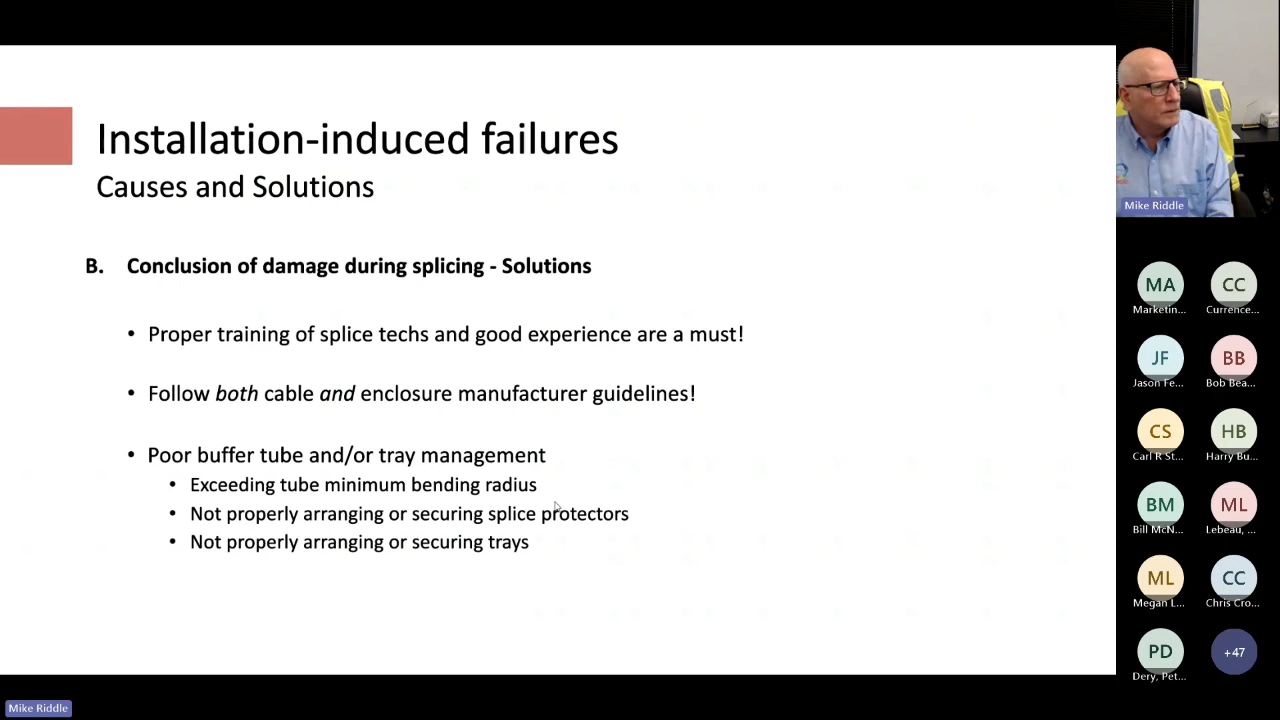 Installation-induced failures
Causes and Solutions
B. Conclusion of damage during splicing - Solutions
• Proper training of splice techs and good experience are a must!
• Follow both cable and enclosure manufacturer guidelines!
• Poor buffer tube and/or tray management
• Exceeding tube minimum bending radius
• Not properly arranging or securing splice protectors
• Not properly arranging or securing trays
Mike Riddle
MA
CC
Marketin...
Currence...
JF
BB
Jason Fe...
Bob Bea...
CS
HB
Carl R St...
Harry Bu...
BM
ML
Bill McN...
Lebeau, ...
ML
CC
Megan L...
Chris Cro...
PD
+47
Dery, Pet...
Mike Riddle